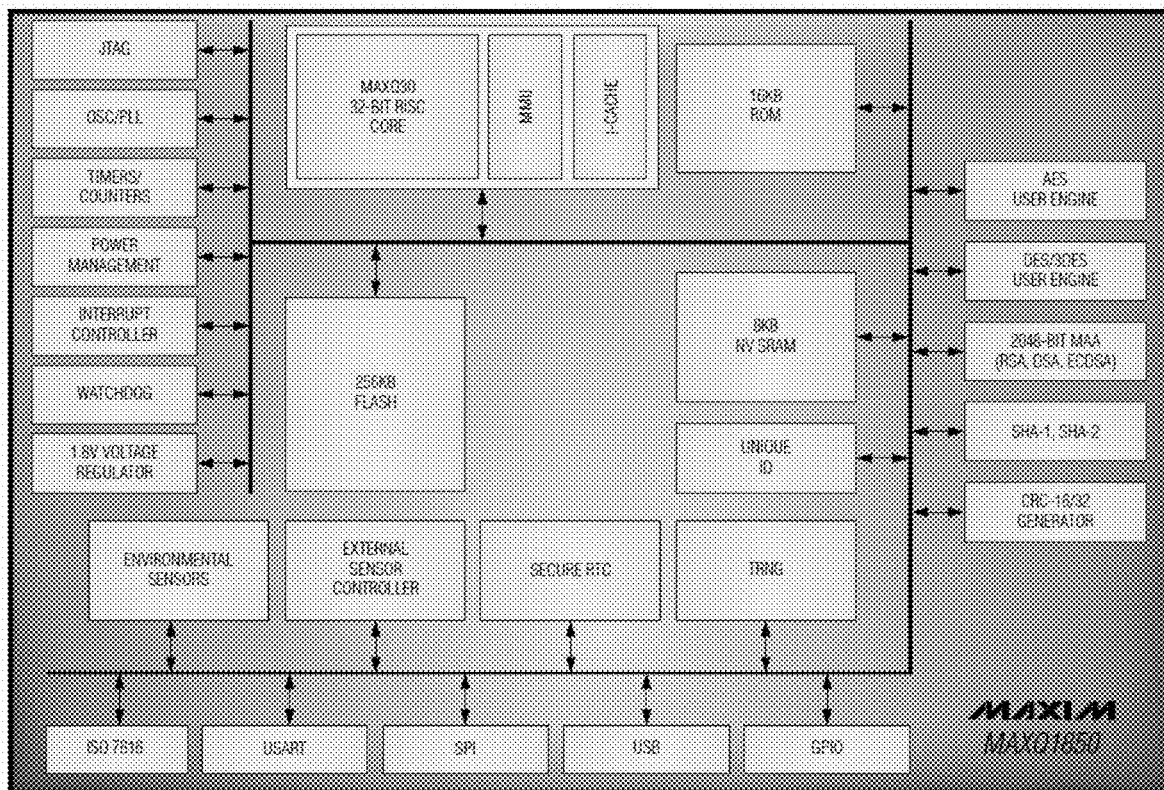 JTAG
OSC/PLL
TIMERS/
COUNTERS
POWER
MANAGEMENT
INTERRUPT
CONTROLLER
WATCHDOG
1.8V VOLTAGE
REGULATOR
MAXQ30
32-BIT RISC
CORE
MMU
I-CACHE
16KB
ROM
256KB
FLASH
8KB
NV SRAM
UNIQUE
ID
AES
USER ENGINE
DES/3DES
USER ENGINE
2048-BIT MAA
(RSA, DSA, ECDSA)
SHA-1, SHA-2
CRC-16/32
GENERATOR
ENVIRONMENTAL
SENSORS
EXTERNAL
SENSOR
CONTROLLER
SECURE RTC
TRNG
ISO 7816
USART
SPI
USB
GPIO
MAXIM
MAXQ1850